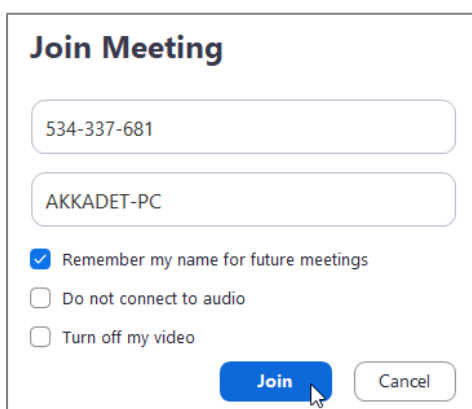 Join Meeting
534-337-681
AKKADET-PC
Remember my name for future meetings
Do not connect to audio
Turn off my video
Join Cancel